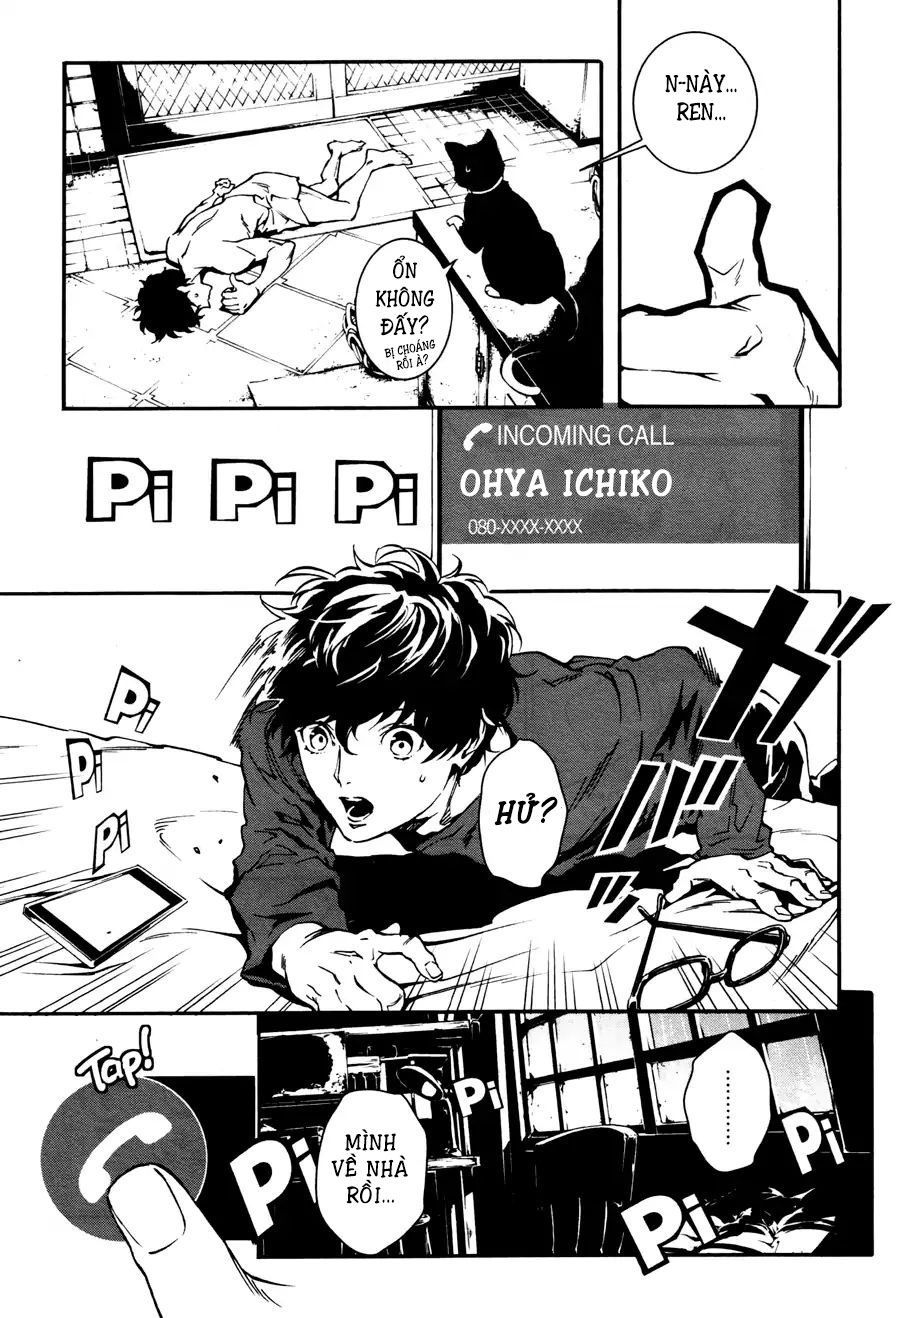 N-NÀY...
REN...
ỔN
KHÔNG
ĐẤY?
BỊ CHOÁNG
RỒI À?
INCOMING CALL
OHYA ICHIKO
080-XXXX-XXXX
Pi Pi Pi
ガバッ
Pi
Pi
Pi
HỬ?
.........
Pi
Pi
Pi
Pi
MÌNH
VỀ NHÀ
RỒI...
Tap!